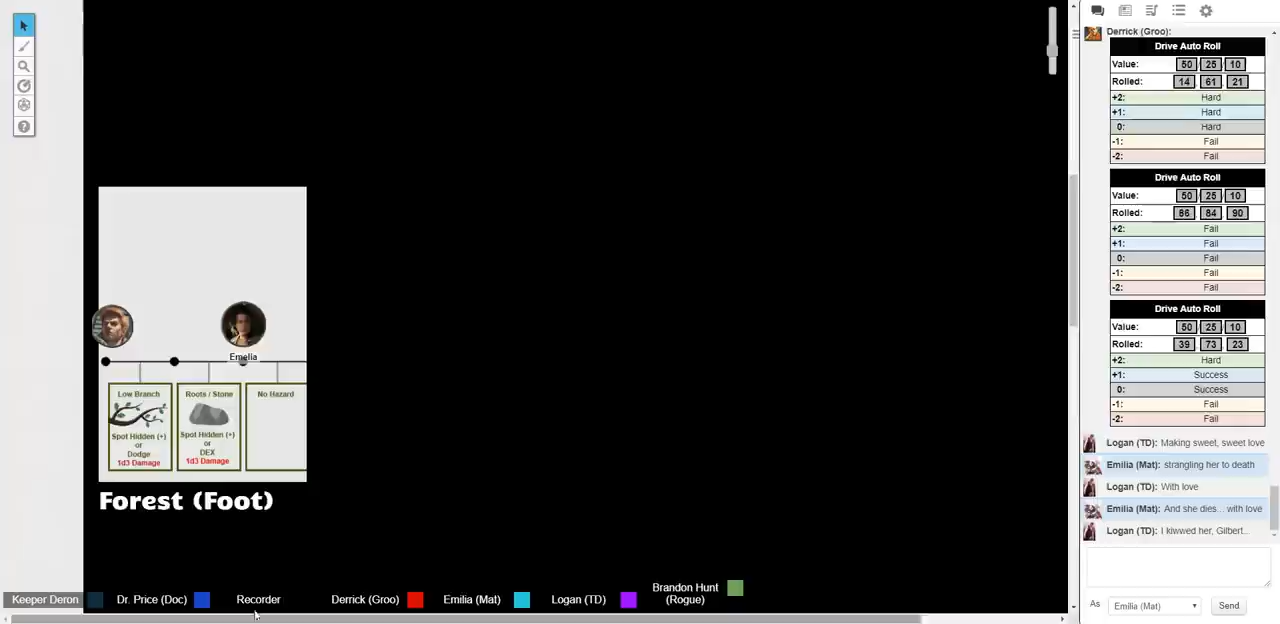 Derrick (Groo):
Drive Auto Roll
Value: 50 25 10
Rolled: 14 61 21
+2: Hard
+1: Hard
0: Hard
-1: Fail
-2: Fail
Drive Auto Roll
Value: 50 25 10
Rolled: 86 84 90
+2: Fail
+1: Fail
0: Fail
-1: Fail
-2: Fail
Drive Auto Roll
Value: 50 25 10
Rolled: 39 73 23
+2: Hard
+1: Success
0: Success
-1: Fail
-2: Fail
Logan (TD): Making sweet, sweet love
Emilia (Mat): strangling her to death
Logan (TD): With love
Emilia (Mat): And she dies... with love
Logan (TD): I kiwwed her, Gilbert...
As Emilia (Mat) Send
Emelia
Low Branch
Spot Hidden (+)
or
Dodge
1d3 Damage
Roots / Stone
Spot Hidden (+)
or
DEX
1d3 Damage
No Hazard
Forest (Foot)
Keeper Deron
Dr. Price (Doc)
Recorder
Derrick (Groo)
Emilia (Mat)
Logan (TD)
Brandon Hunt
(Rogue)